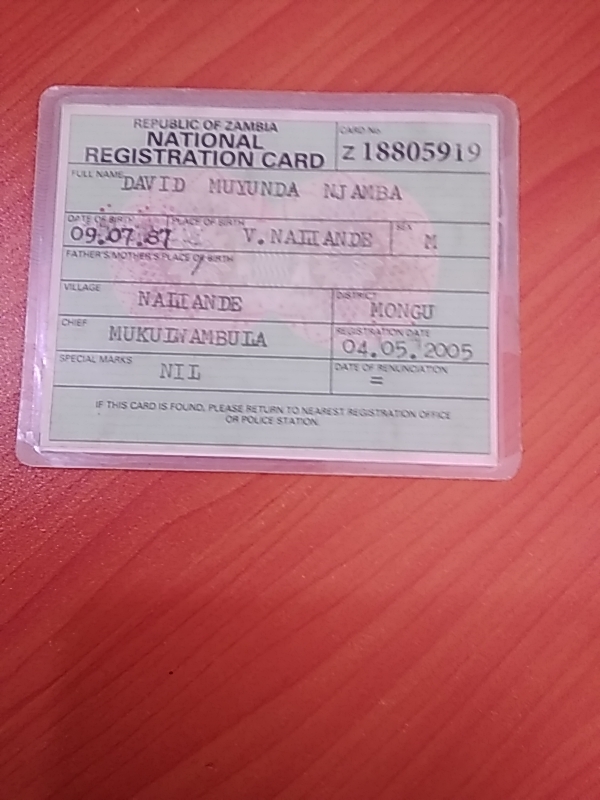 REPUBLIC OF ZAMBIA
NATIONAL
REGISTRATION CARD
CARD No
Z 18805919
FULL NAME
DAVID MUYUNDA NJAMBA
DATE OF BIRTH PLACE OF BIRTH SEX
09.07.87 V.NALIANDE M
FATHER'S/MOTHER'S PLACE OF BIRTH
VILLAGE DISTRICT
NALIANDE MONGU
CHIEF REGISTRATION DATE
MUKULWAMBULA 04.05.2005
SPECIAL MARKS DATE OF RENUNCIATION
NIL =
IF THIS CARD IS FOUND, PLEASE RETURN TO NEAREST REGISTRATION OFFICE
OR POLICE STATION.